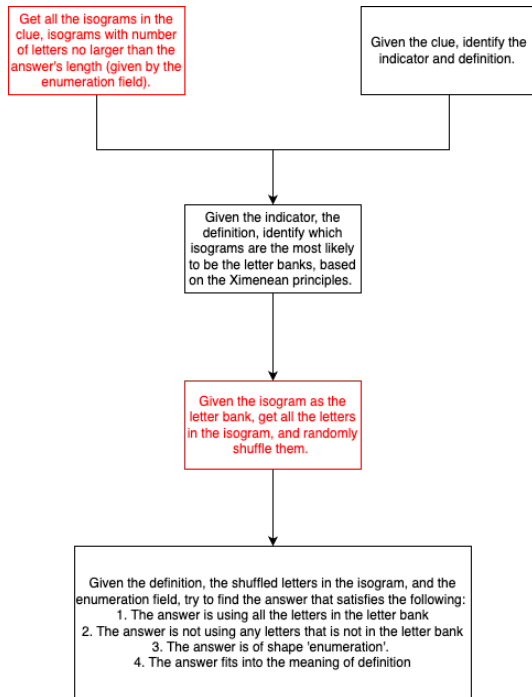 Get all the isograms in the
clue, isograms with number
of letters no larger than the
answer's length (given by the
enumeration field).
Given the clue, identify the
indicator and definition.
Given the indicator, the
definition, identify which
isograms are the most likely
to be the letter banks, based
on the Ximenean principles.
Given the isogram as the
letter bank, get all the letters
in the isogram, and randomly
shuffle them.
Given the definition, the shuffled letters in the isogram, and the
enumeration field, try to find the answer that satisfies the following:
1. The answer is using all the letters in the letter bank
2. The answer is not using any letters that is not in the letter bank
3. The answer is of shape 'enumeration'.
4. The answer fits into the meaning of definition